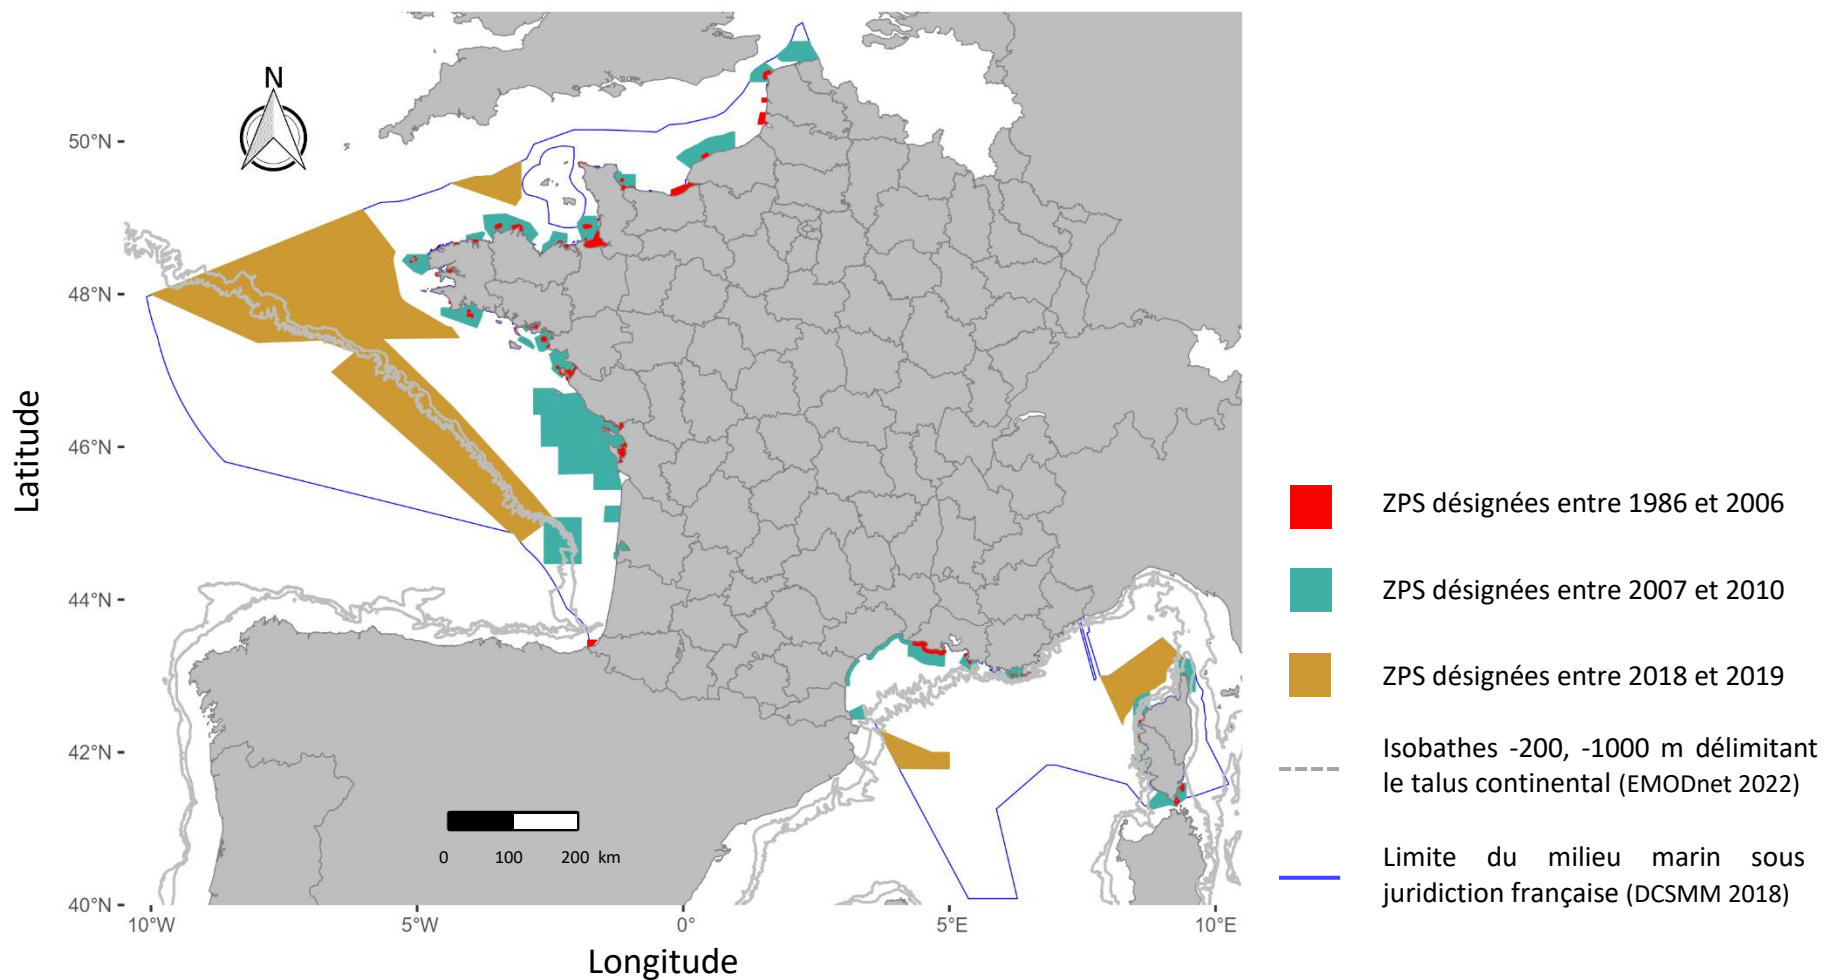 N
50°N
48°N
46°N
44°N
42°N
40°N
Latitude
10°W
5°W
0°
5°E
10°E
Longitude
0 100 200 km
ZPS désignées entre 1986 et 2006
ZPS désignées entre 2007 et 2010
ZPS désignées entre 2018 et 2019
Isobathes -200, -1000 m délimitant
le talus continental (EMODnet 2022)
Limite du milieu marin sous
juridiction française (DCSMM 2018)